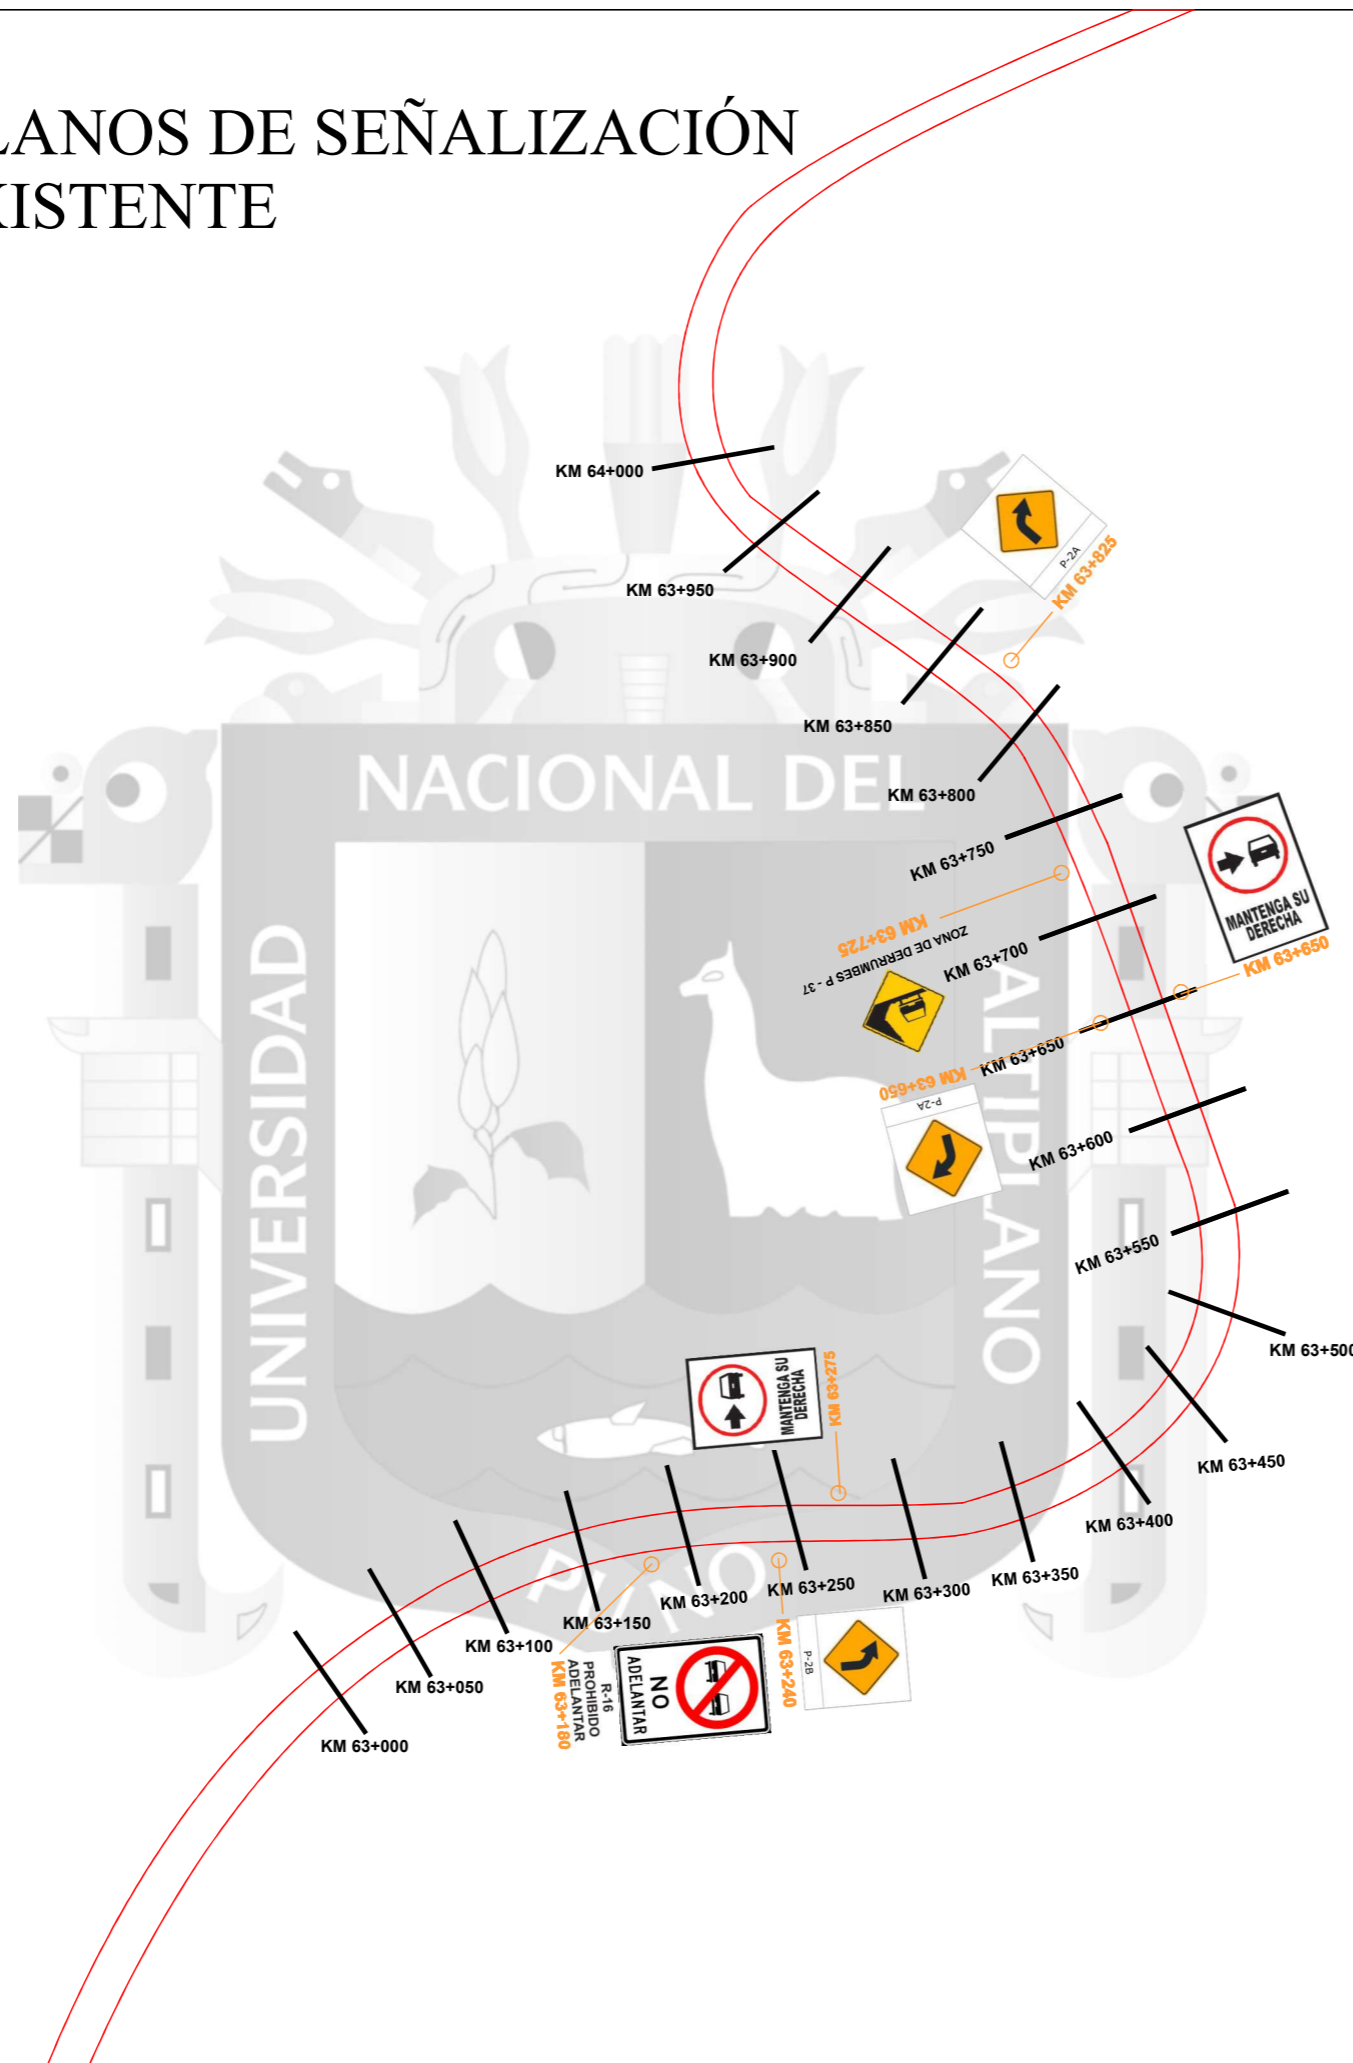 LANOS DE SEÑALIZACIÓN
XISTENTE
KM 64+000
KM 63+950
P-2A
KM 63+825
KM 63+900
KM 63+850
NACIONAL DEL
KM 63+800
KM 63+750
MANTENGA SU
DERECHA
KM 63+650
KM 63+725
ZONA DE DERRUMBES P - 37
KM 63+700
KM 63+650
KM 63+650
P-2A
UNIVERSIDAD
ALTIPLANO
KM 63+600
KM 63+550
KM 63+500
MANTENGA SU
DERECHA
KM 63+275
KM 63+450
KM 63+400
KM 63+350
KM 63+300
KM 63+250
KM 63+200
PUNO
KM 63+150
KM 63+100
KM 63+050
KM 63+000
KM 63+180
R-16
PROHIBIDO
ADELANTAR
NO
ADELANTAR
KM 63+240
P-2B